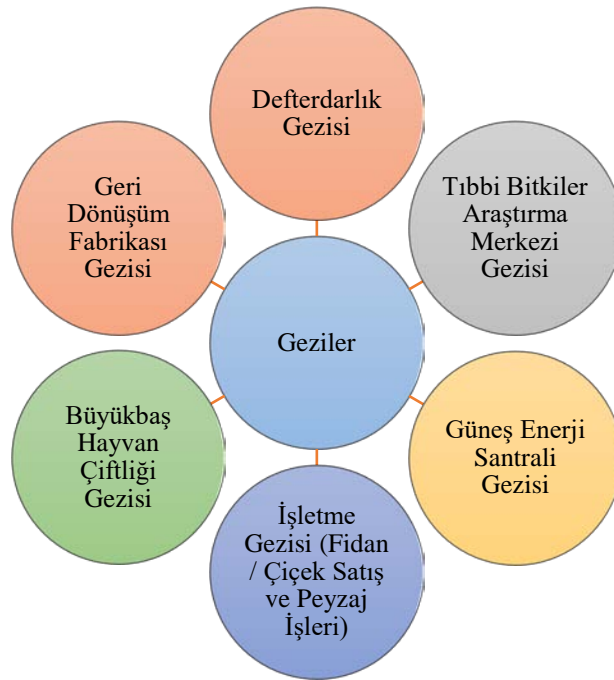 Defterdarlık
Gezisi
Tıbbi Bitkiler
Araştırma
Merkezi
Gezisi
Güneş Enerji
Santrali
Gezisi
İşletme
Gezisi (Fidan
/ Çiçek Satış
ve Peyzaj
İşleri)
Büyükbaş
Hayvan
Çiftliği
Gezisi
Geri
Dönüşüm
Fabrikası
Gezisi
Geziler